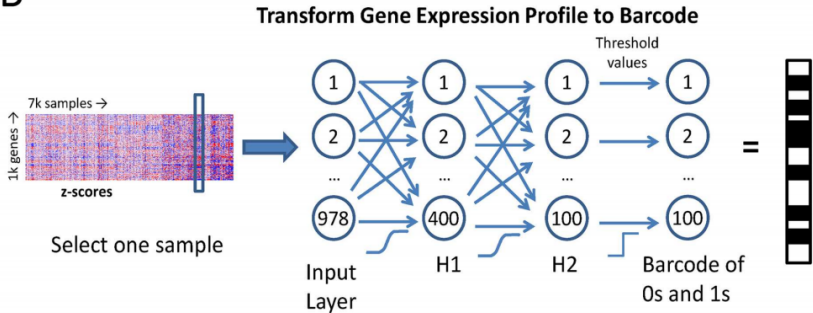 Transform Gene Expression Profile to Barcode
Threshold
values
7k samples →
1k genes →
z-scores
Select one sample
1
2
...
978
Input
Layer
1
2
...
400
H1
1
2
...
100
H2
1
2
...
100
Barcode of
0s and 1s
=